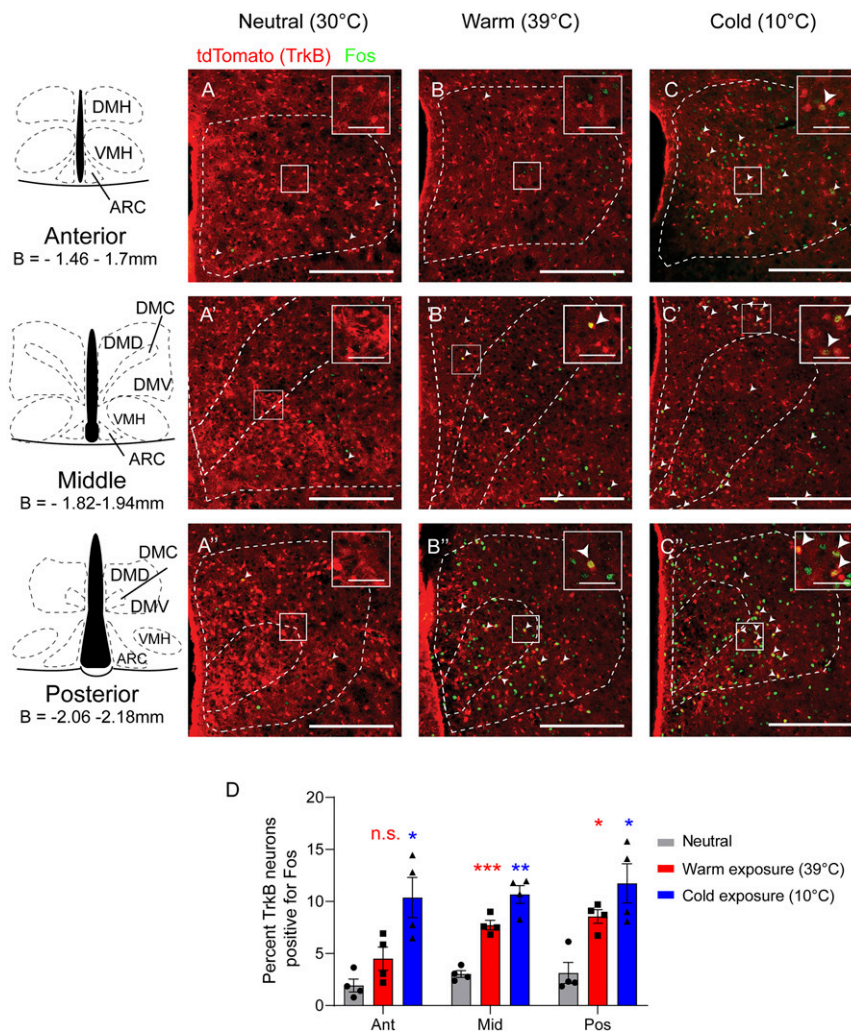 Neutral (30°C)
Warm (39°C)
Cold (10°C)
tdTomato (TrkB) Fos
A
B
C
DMH
VMH
ARC
Anterior
B = - 1.46 - 1.7mm
A'
B'
C'
DMC
DMD
DMV
VMH
ARC
Middle
B = - 1.82-1.94mm
A''
B''
C''
DMC
DMD
DMV
VMH
ARC
Posterior
B = -2.06 -2.18mm
D
Percent TrkB neurons
positive for Fos
20
15
10
5
0
n.s. *
*** **
* *
Ant
Mid
Pos
Neutral
Warm exposure (39°C)
Cold exposure (10°C)